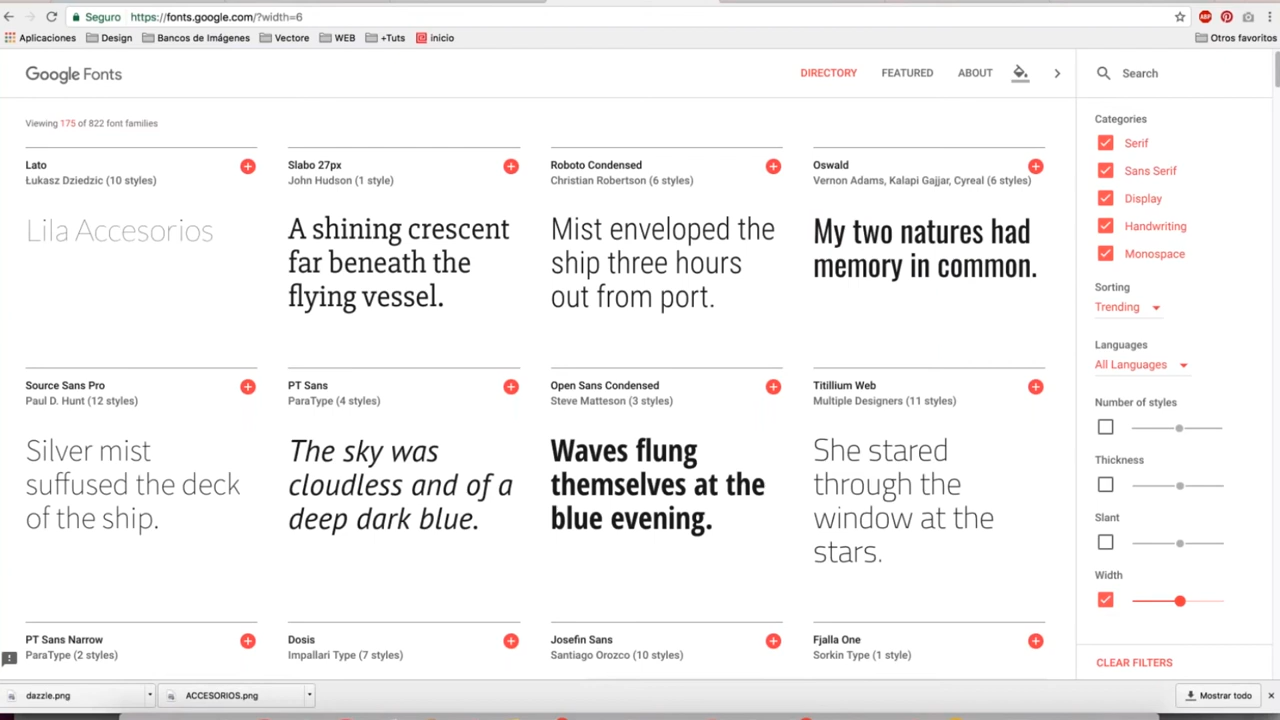 Seguro https://fonts.google.com/?width=6
ABP
Aplicaciones Design Bancos de Imágenes Vectore WEB +Tuts inicio Otros favoritos
Google Fonts
DIRECTORY FEATURED ABOUT
Search
Viewing 175 of 822 font families
Lato
Łukasz Dziedzic (10 styles)
Lila Accesorios
Slabo 27px
John Hudson (1 style)
A shining crescent
far beneath the
flying vessel.
Roboto Condensed
Christian Robertson (6 styles)
Mist enveloped the
ship three hours
out from port.
Oswald
Vernon Adams, Kalapi Gajjar, Cyreal (6 styles)
My two natures had
memory in common.
Source Sans Pro
Paul D. Hunt (12 styles)
Silver mist
suffused the deck
of the ship.
PT Sans
ParaType (4 styles)
The sky was
cloudless and of a
deep dark blue.
Open Sans Condensed
Steve Matteson (3 styles)
Waves flung
themselves at the
blue evening.
Titillium Web
Multiple Designers (11 styles)
She stared
through the
window at the
stars.
PT Sans Narrow
ParaType (2 styles)
Dosis
Impallari Type (7 styles)
Josefin Sans
Santiago Orozco (10 styles)
Fjalla One
Sorkin Type (1 style)
Categories
Serif
Sans Serif
Display
Handwriting
Monospace
Sorting
Trending
Languages
All Languages
Number of styles
Thickness
Slant
Width
CLEAR FILTERS
dazzle.png
ACCESORIOS.png
Mostrar todo